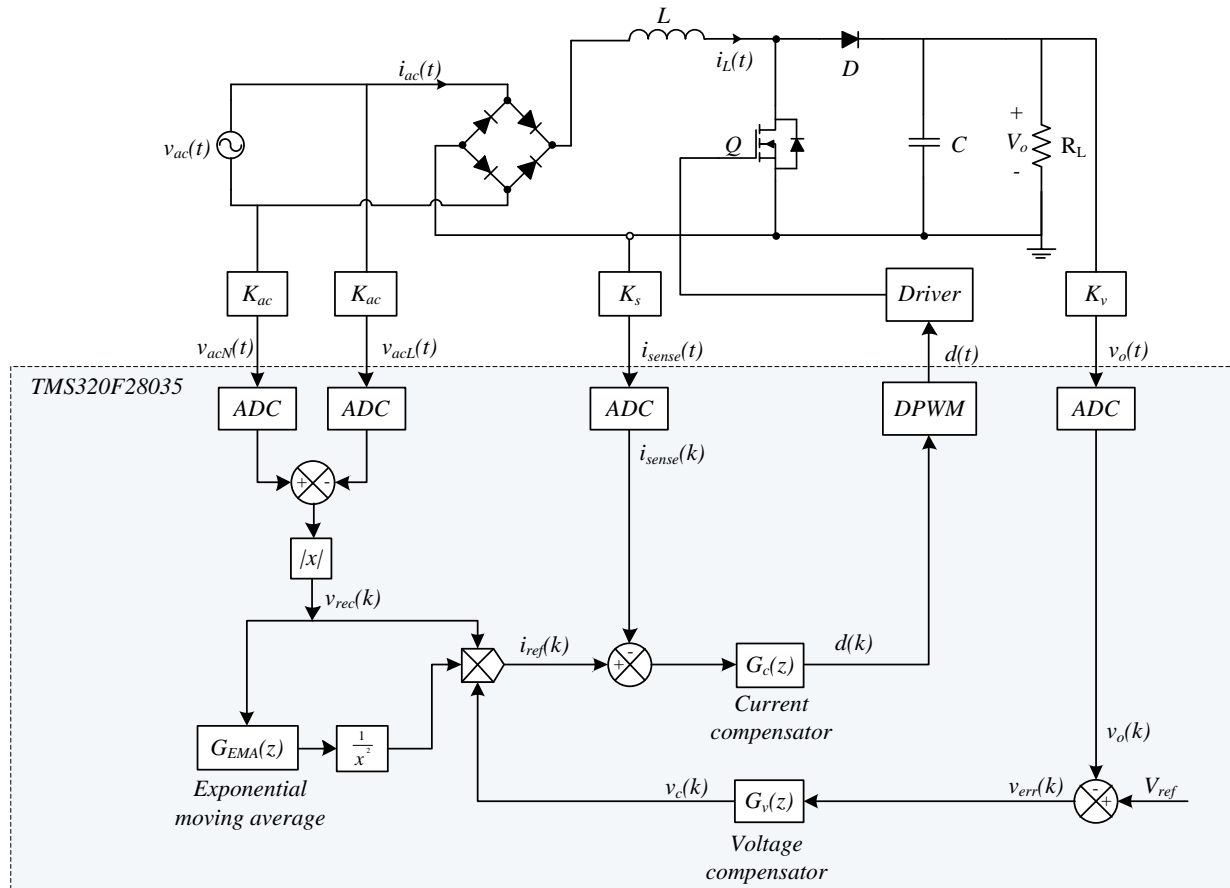 L
i_ac(t)
i_L(t)
D
v_ac(t)
Q
C
+
V_o
-
R_L
K_ac
K_ac
K_s
Driver
K_v
v_acN(t)
v_acL(t)
i_sense(t)
d(t)
v_o(t)
TMS320F28035
ADC
ADC
ADC
DPWM
ADC
i_sense(k)
+ -
|x|
v_rec(k)
i_ref(k)
+ -
G_c(z)
d(k)
Current
compensator
G_EMA(z)
1
x^2
Exponential
moving average
v_o(k)
v_c(k)
G_v(z)
v_err(k)
- +
V_ref
Voltage
compensator